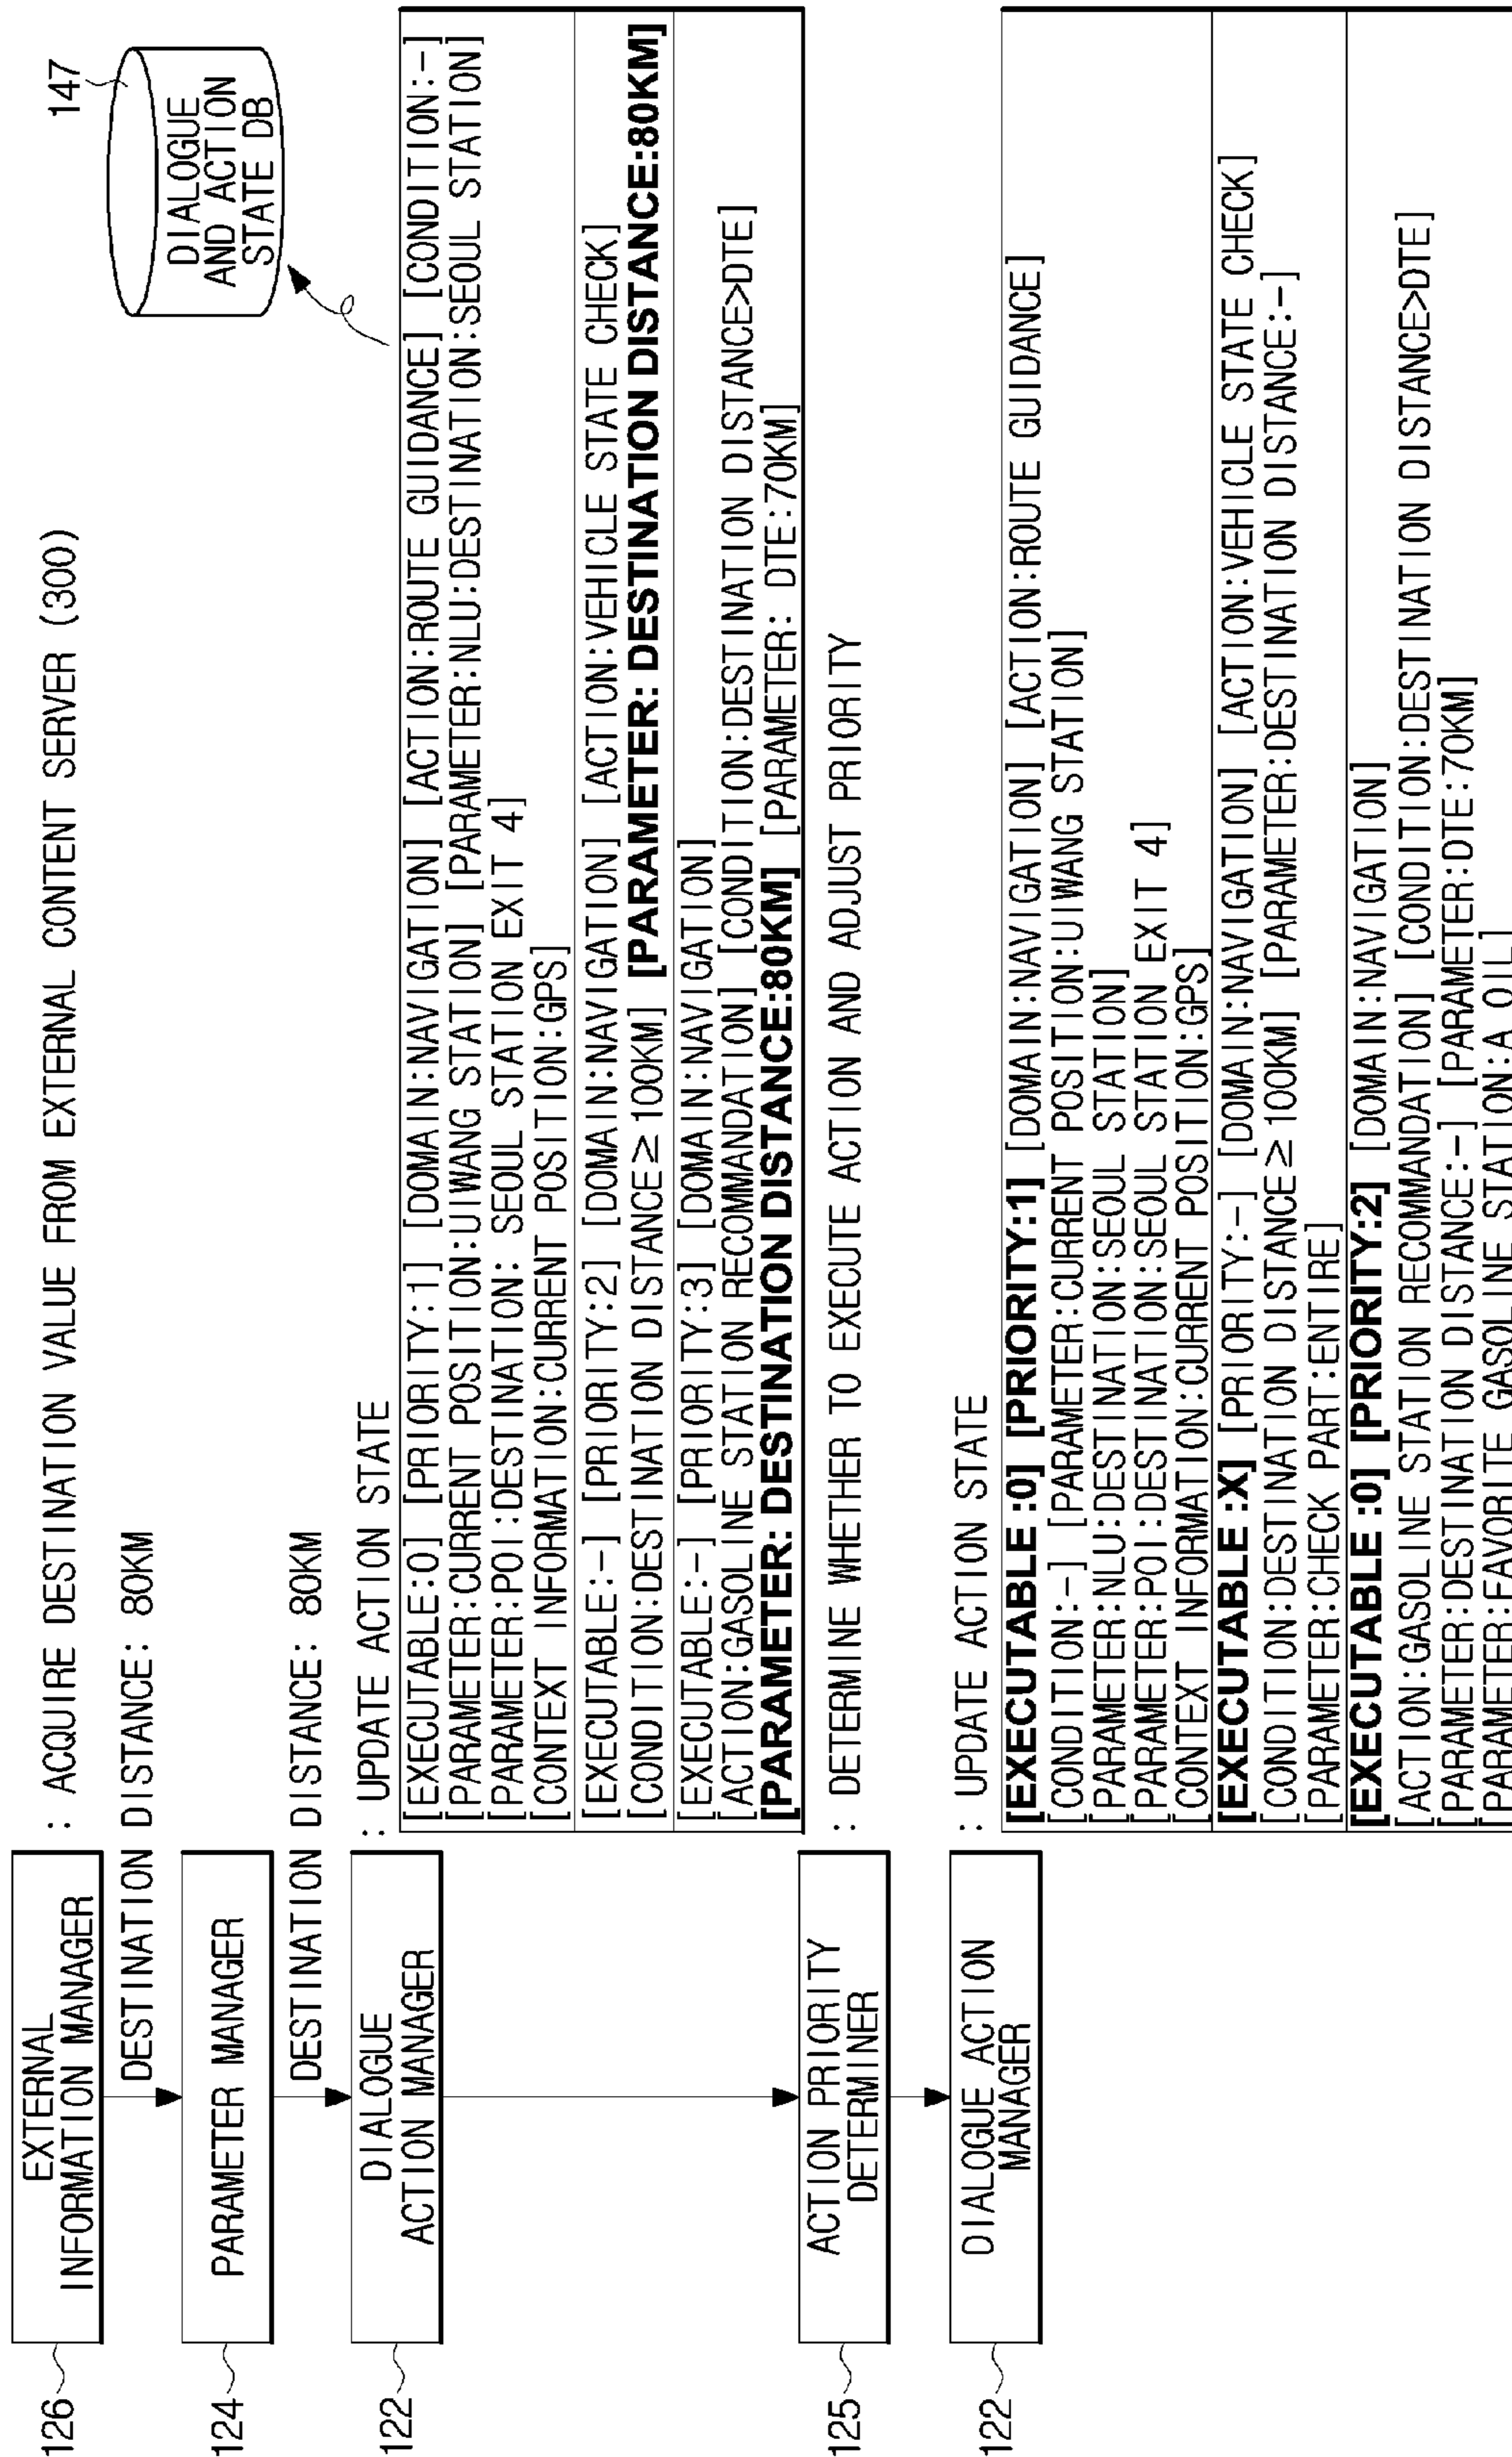 126
EXTERNAL
INFORMATION MANAGER
: ACQUIRE DESTINATION VALUE FROM EXTERNAL CONTENT SERVER (300)
DESTINATION DISTANCE: 80KM
124
PARAMETER MANAGER
DESTINATION DISTANCE: 80KM
147
DIALOGUE
AND ACTION
STATE DB
122
DIALOGUE
ACTION MANAGER
: UPDATE ACTION STATE
[EXECUTABLE:O] [PRIORITY:1] [DOMAIN:NAVIGATION] [ACTION:ROUTE GUIDANCE] [CONDITION:-]
[PARAMETER:CURRENT POSITION:UIWANG STATION] [PARAMETER:NLU:DESTINATION:SEOUL STATION]
[PARAMETER:POI:DESTINATION: SEOUL STATION EXIT 4]
[CONTEXT INFORMATION:CURRENT POSITION:GPS]
[EXECUTABLE:-] [PRIORITY:2] [DOMAIN:NAVIGATION] [ACTION:VEHICLE STATE CHECK]
[CONDITION:DESTINATION DISTANCE≥100KM] [PARAMETER: DESTINATION DISTANCE:80KM]
[EXECUTABLE:-] [PRIORITY:3] [DOMAIN:NAVIGATION]
[ACTION:GASOLINE STATION RECOMMANDATION] [CONDITION:DESTINATION DISTANCE>DTE]
[PARAMETER: DESTINATION DISTANCE:80KM] [PARAMETER: DTE:70KM]
125
ACTION PRIORITY
DETERMINER
: DETERMINE WHETHER TO EXECUTE ACTION AND ADJUST PRIORITY
122
DIALOGUE ACTION
MANAGER
: UPDATE ACTION STATE
[EXECUTABLE :0] [PRIORITY:1] [DOMAIN:NAVIGATION] [ACTION:ROUTE GUIDANCE]
[CONDITION:-] [PARAMETER:CURRENT POSITION:UIWANG STATION]
[PARAMETER:NLU:DESTINATION:SEOUL STATION]
[PARAMETER:POI:DESTINATION:SEOUL STATION EXIT 4]
[CONTEXT INFORMATION:CURRENT POSITION:GPS]
[EXECUTABLE :X] [PRIORITY:-] [DOMAIN:NAVIGATION] [ACTION:VEHICLE STATE CHECK]
[CONDITION:DESTINATION DISTANCE≥100KM] [PARAMETER:DESTINATION DISTANCE:-]
[PARAMETER:CHECK PART:ENTIRE]
[EXECUTABLE :0] [PRIORITY:2] [DOMAIN:NAVIGATION]
[ACTION:GASOLINE STATION RECOMMANDATION] [CONDITION:DESTINATION DISTANCE>DTE]
[PARAMETER:DESTINATION DISTANCE:-] [PARAMETER:DTE:70KM]
[PARAMETER:FAVORITE GASOLINE STATION:A OIL]